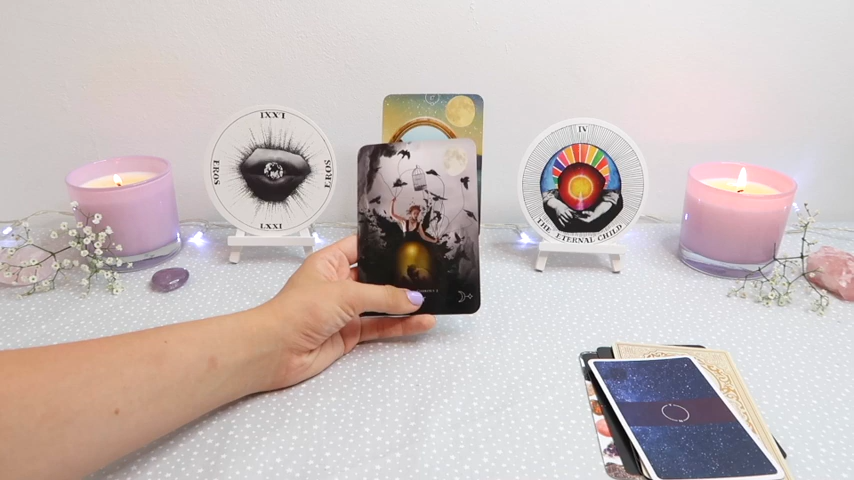 LXXI
EROS
EROS
LXXI
IV
THE ETERNAL CHILD